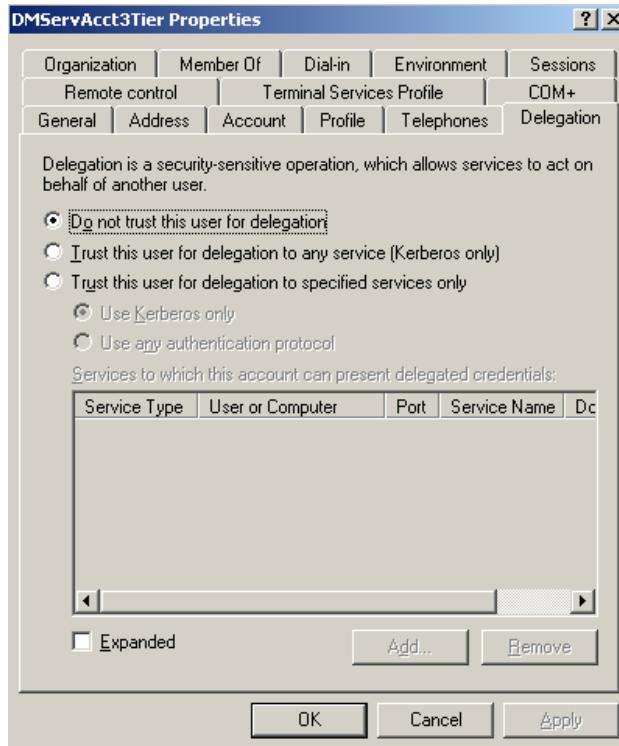 DMServAcct3Tier Properties
Organization Member Of Dial-in Environment Sessions
Remote control Terminal Services Profile COM+
General Address Account Profile Telephones Delegation
Delegation is a security-sensitive operation, which allows services to act on
behalf of another user.
Do not trust this user for delegation
Trust this user for delegation to any service (Kerberos only)
Trust this user for delegation to specified services only
Use Kerberos only
Use any authentication protocol
Services to which this account can present delegated credentials:
Service Type User or Computer Port Service Name Dc
Expanded Add... Remove
OK Cancel Apply